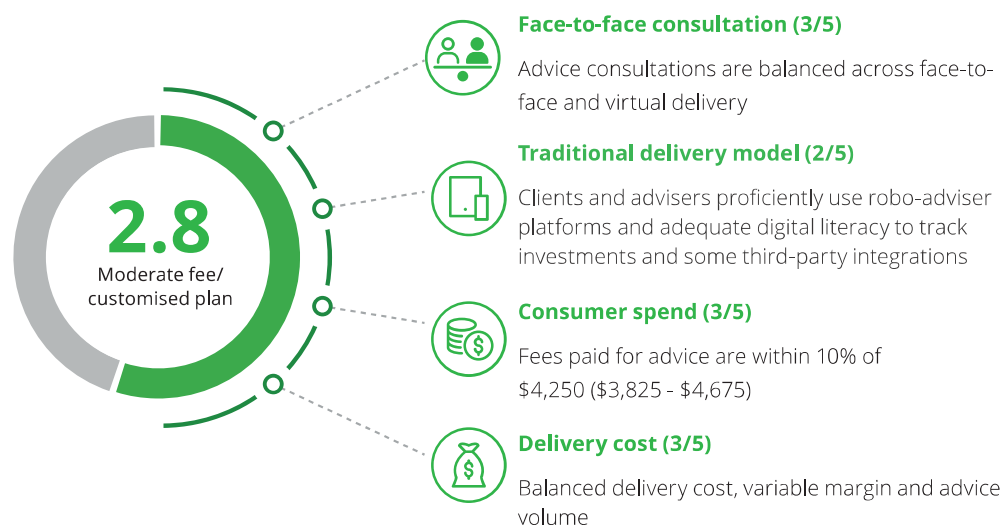 2.8
Moderate fee/
customised plan
Face-to-face consultation (3/5)
Advice consultations are balanced across face-to-
face and virtual delivery
Traditional delivery model (2/5)
Clients and advisers proficiently use robo-adviser
platforms and adequate digital literacy to track
investments and some third-party integrations
Consumer spend (3/5)
Fees paid for advice are within 10% of
$4,250 ($3,825 - $4,675)
Delivery cost (3/5)
Balanced delivery cost, variable margin and advice
volume